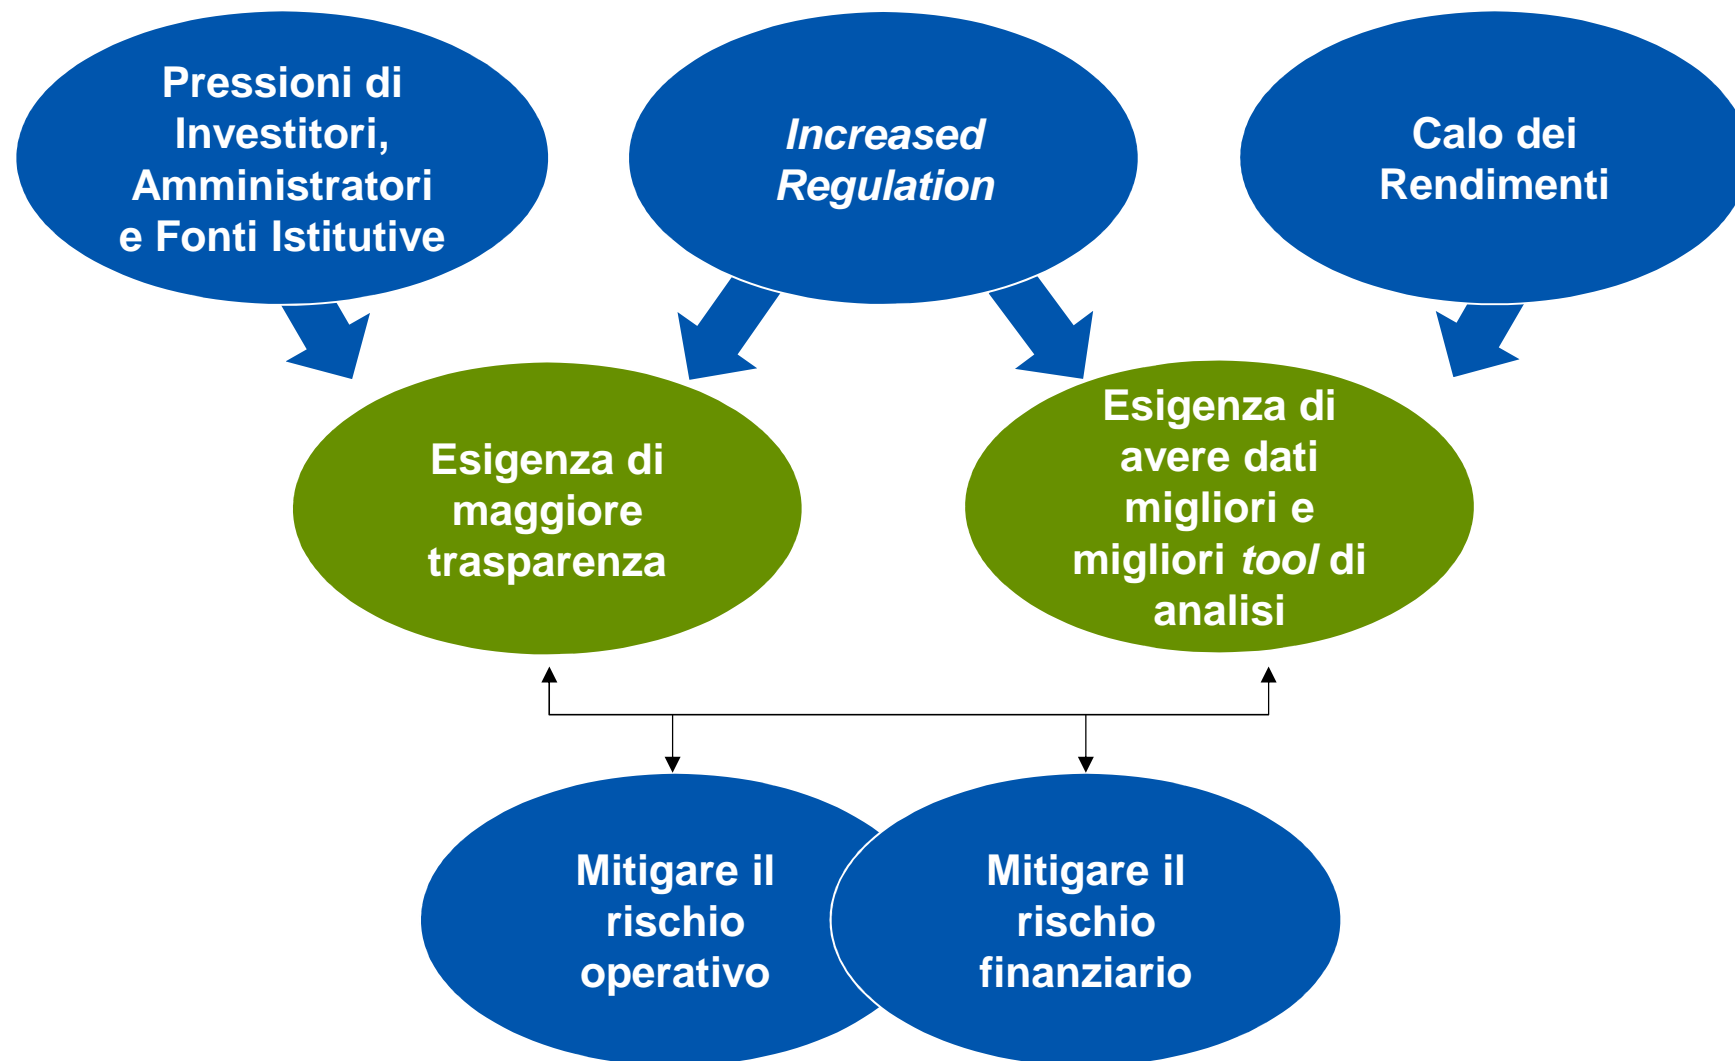 Pressioni di
Investitori,
Amministratori
e Fonti Istitutive
Increased
Regulation
Calo dei
Rendimenti
Esigenza di
maggiore
trasparenza
Esigenza di
avere dati
migliori e
migliori tool di
analisi
Mitigare il
rischio
operativo
Mitigare il
rischio
finanziario